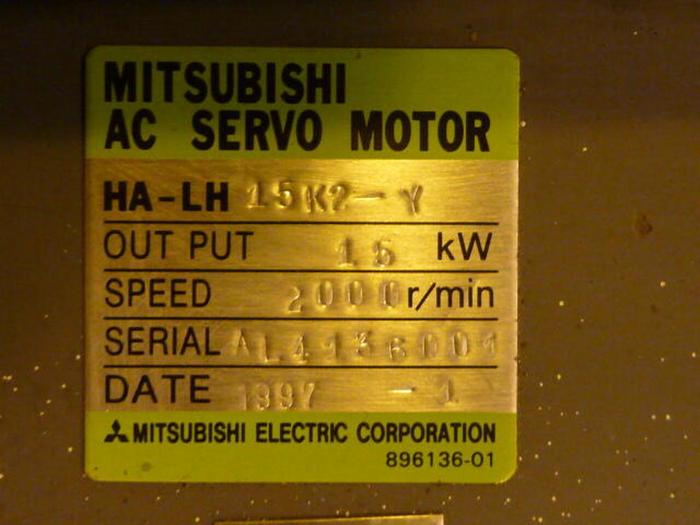 MITSUBISHI
AC SERVO MOTOR
HA-LH 15K2-Y
OUT PUT 15 kW
SPEED 2000 r/min
SERIAL
DATE 1997 - 1
MITSUBISHI ELECTRIC CORPORATION
896136-01